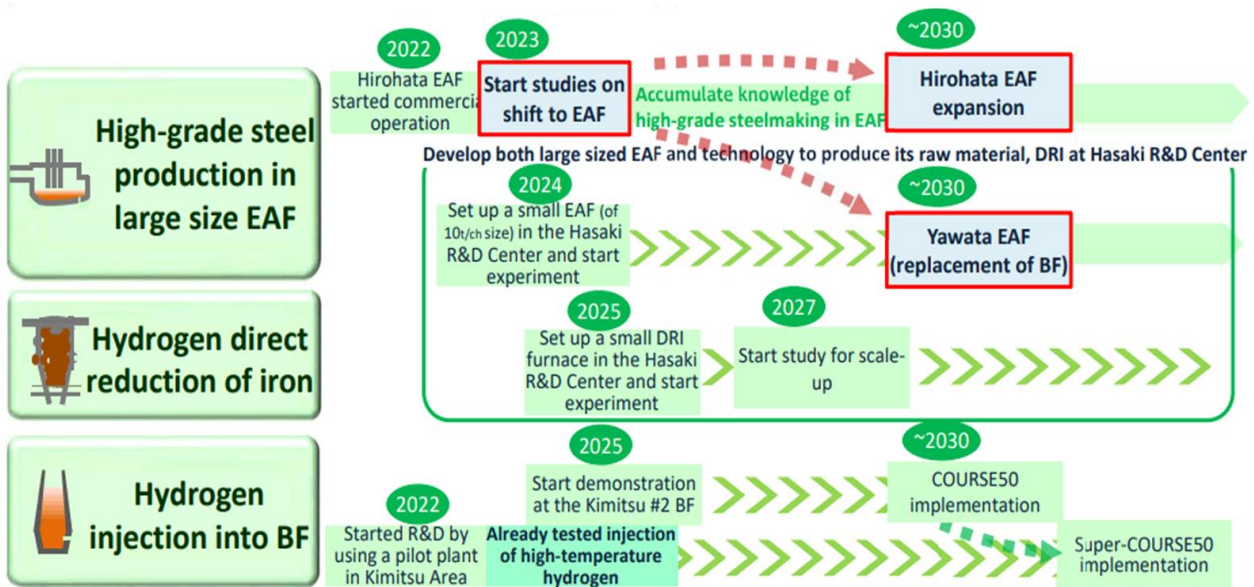 High-grade steel
production in
large size EAF
2022
Hirohata EAF
started commercia
operation
2023
Start studies on
shift to EAF
Accumulate knowledge of
high-grade steelmaking in EAF
~2030
Hirohata EAF
expansion
Develop both large sized EAF and technology to produce its raw material, DRI at Hasaki R&D Center
2024
Set up a small EAF (of
10t/ch size) in the Hasaki
R&D Center and start
experiment
~2030
Yawata EAF
(replacement of BF)
Hydrogen direct
reduction of iron
2025
Set up a small DRI
furnace in the Hasaki
R&D Center and start
experiment
2027
Start study for scale-
up
Hydrogen
injection into BF
2025
Start demonstration
at the Kimitsu #2 BF
~2030
COURSE50
implementation
2022
Started R&D by
using a pilot plant
in Kimitsu Area
Already tested injection
of high-temperature
hydrogen
Super-COURSE50
implementation